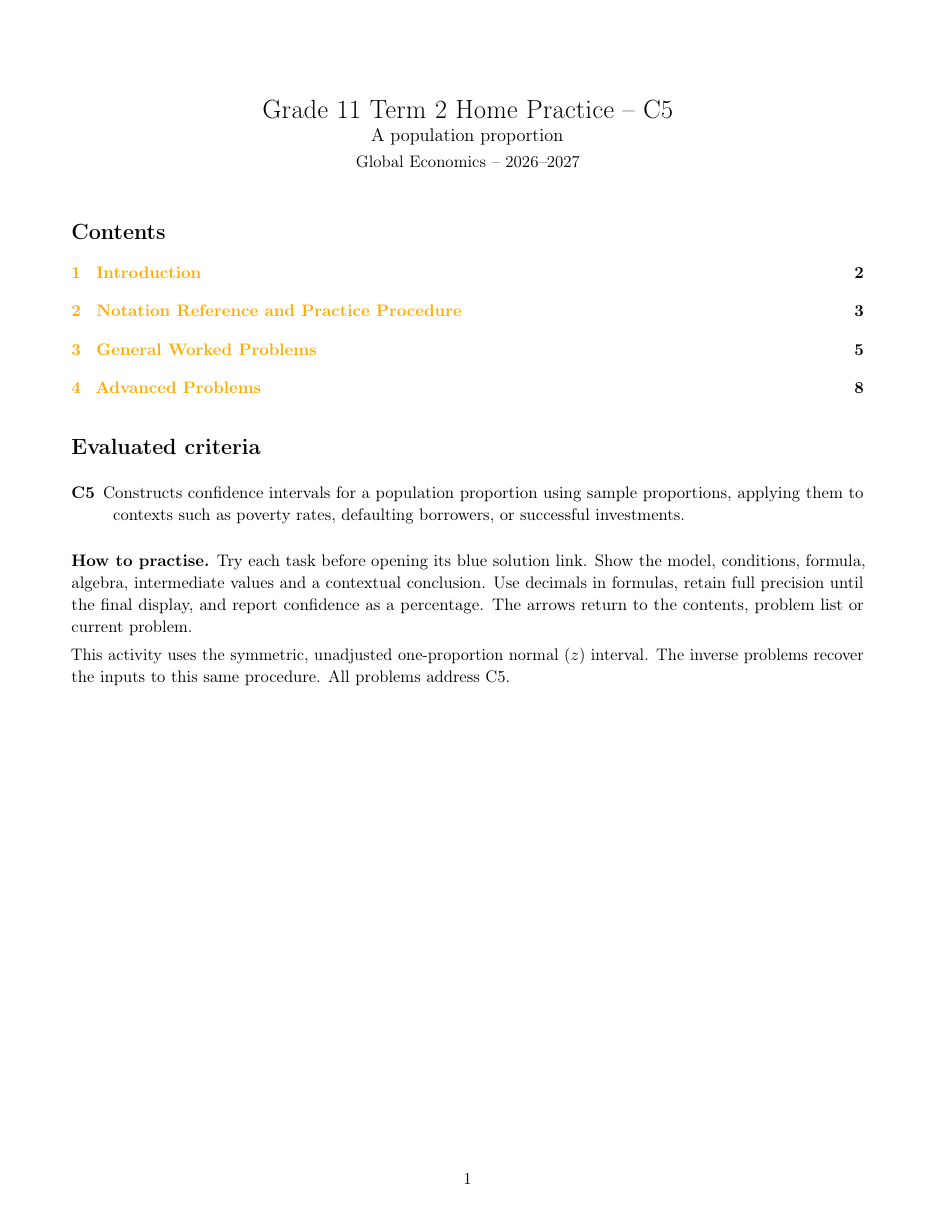 Grade 11 Term 2 Home Practice – C5
A population proportion
Global Economics – 2026–2027
Contents
1 Introduction 2
2 Notation Reference and Practice Procedure 3
3 General Worked Problems 5
4 Advanced Problems 8
Evaluated criteria
C5 Constructs confidence intervals for a population proportion using sample proportions, applying them to
contexts such as poverty rates, defaulting borrowers, or successful investments.
How to practise. Try each task before opening its blue solution link. Show the model, conditions, formula,
algebra, intermediate values and a contextual conclusion. Use decimals in formulas, retain full precision until
the final display, and report confidence as a percentage. The arrows return to the contents, problem list or
current problem.
This activity uses the symmetric, unadjusted one-proportion normal (z) interval. The inverse problems recover
the inputs to this same procedure. All problems address C5.
1